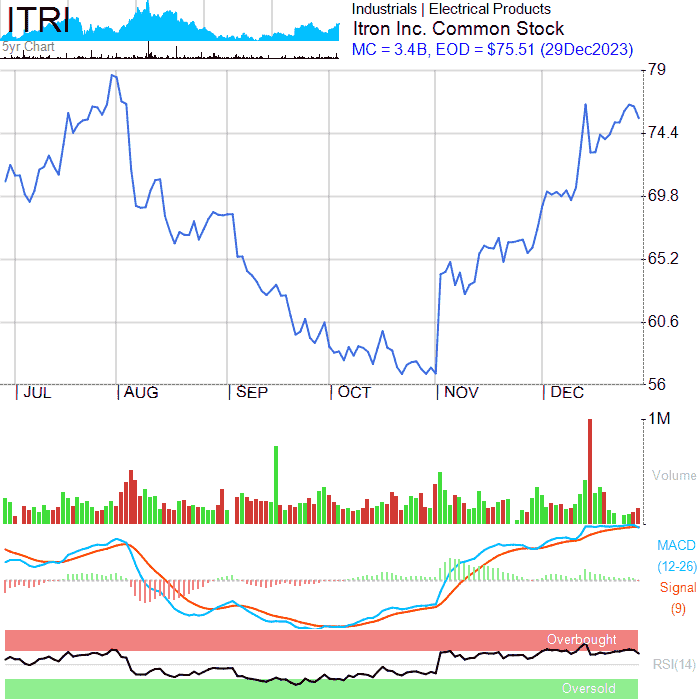 ITRI
5yr Chart
Industrials | Electrical Products
Itron Inc. Common Stock
MC = 3.4B, EOD = $75.51 (29Dec2023)
79
74.4
69.8
65.2
60.6
56
JUL AUG SEP OCT NOV DEC
1M
Volume
MACD
(12-26)
Signal
(9)
Overbought
RSI(14)
Oversold